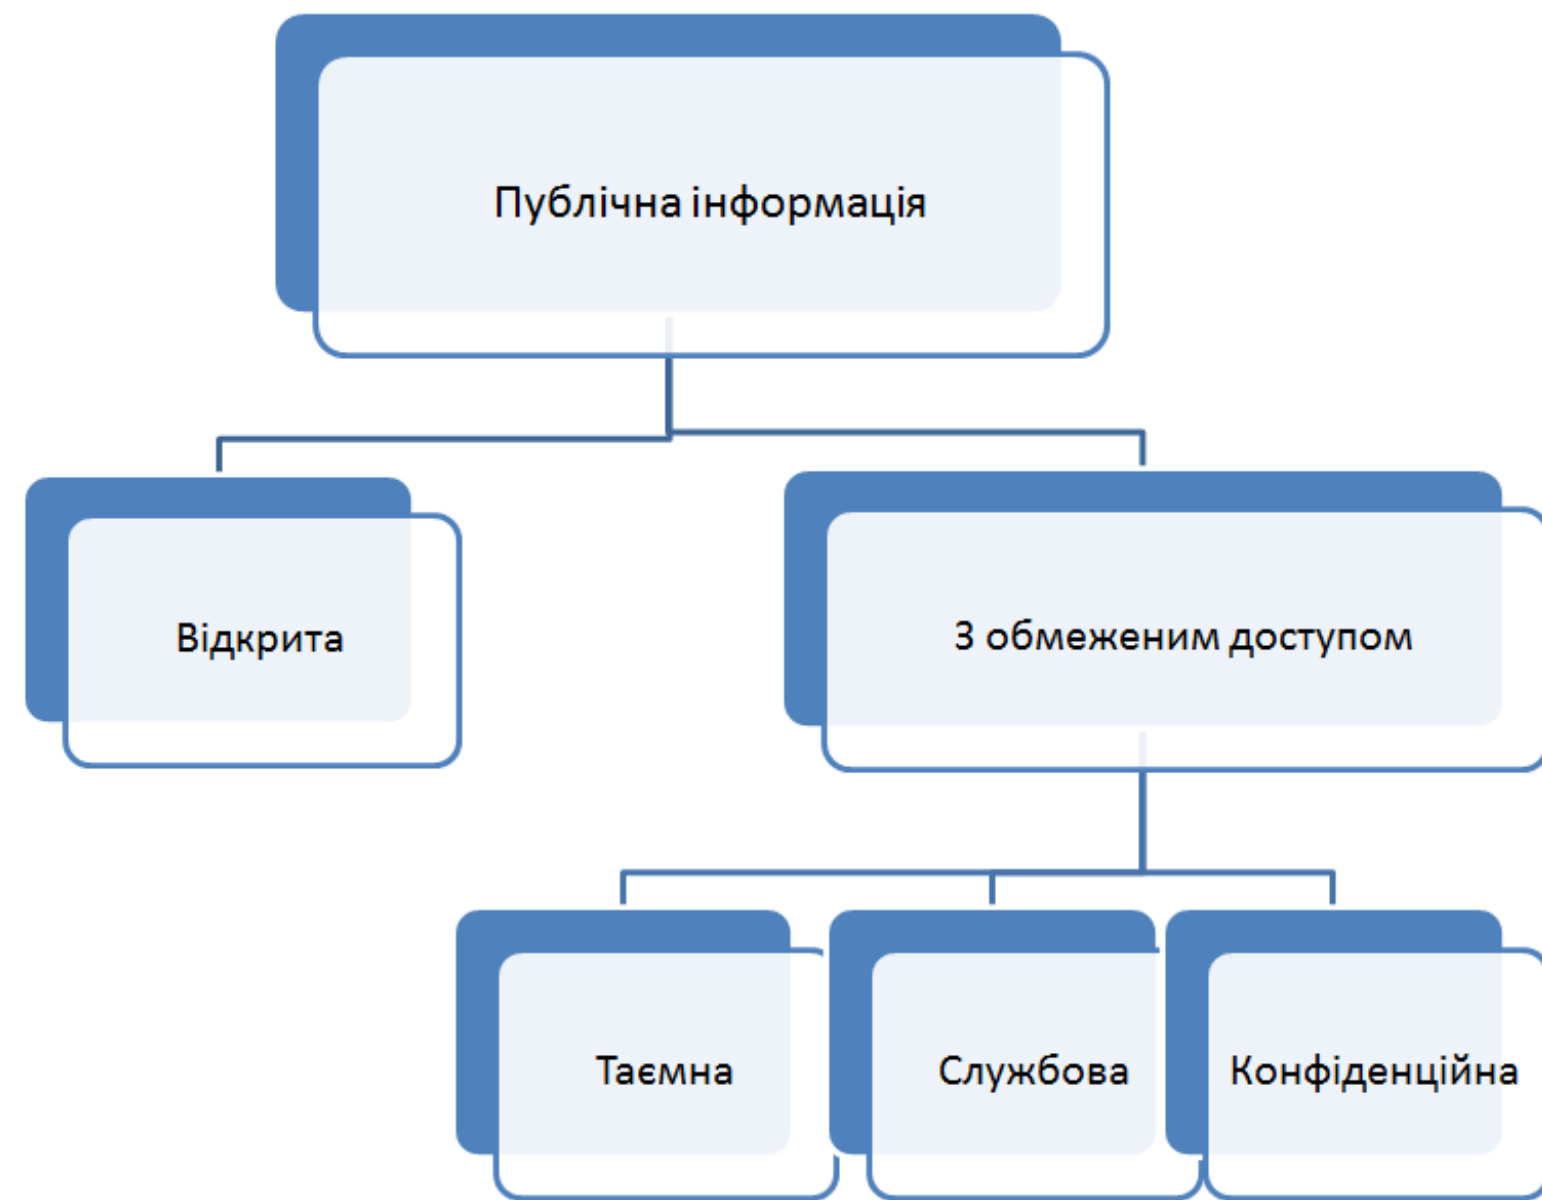 Публічна інформація
Відкрита
З обмеженим доступом
Таємна
Службова
Конфіденційна